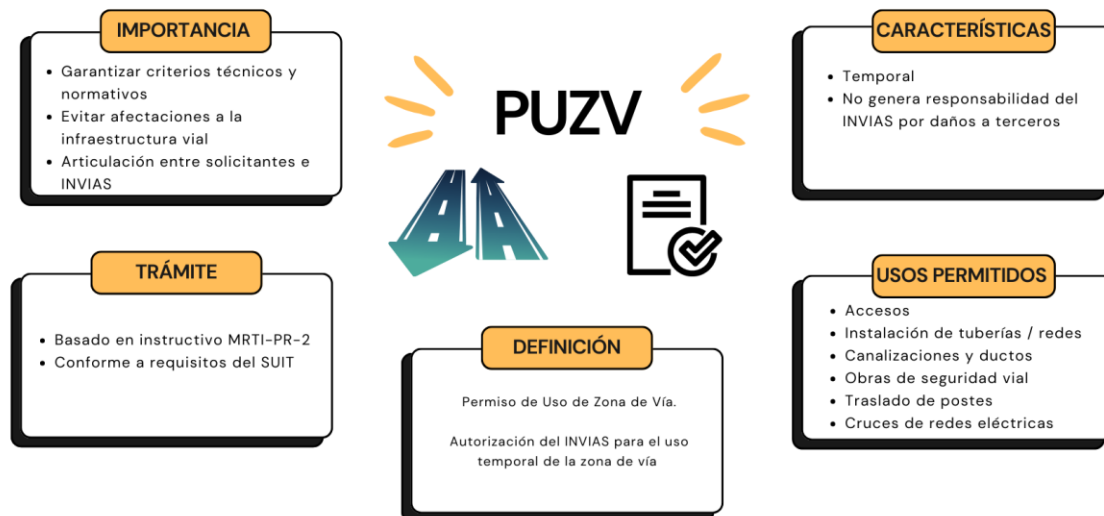 IMPORTANCIA
• Garantizar criterios técnicos y
normativos
• Evitar afectaciones a la
infraestructura vial
• Articulación entre solicitantes e
INVIAS
PUZV
CARACTERÍSTICAS
• Temporal
• No genera responsabilidad del
INVIAS por daños a terceros
TRÁMITE
• Basado en instructivo MRTI-PR-2
• Conforme a requisitos del SUIT
DEFINICIÓN
Permiso de Uso de Zona de Vía.
Autorización del INVIAS para el uso
temporal de la zona de vía
USOS PERMITIDOS
• Accesos
• Instalación de tuberías / redes
• Canalizaciones y ductos
• Obras de seguridad vial
• Traslado de postes
• Cruces de redes eléctricas